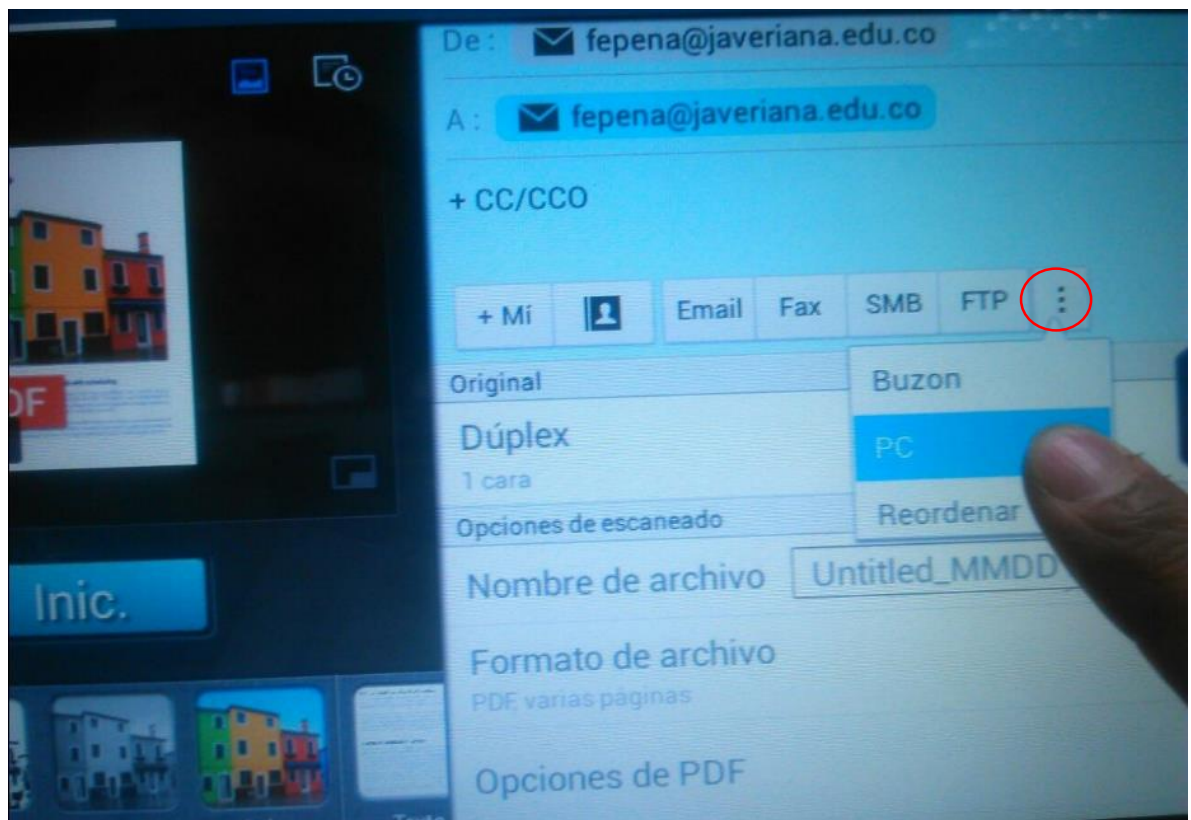 De : fepena@javeriana.edu.co
A : fepena@javeriana.edu.co
+ CC/CCO
+ Mí Email Fax SMB FTP
Buzon
PC
Reordenar
Original
Dúplex
1 cara
Opciones de escaneado
Nombre de archivo Untitled_MMDD
Formato de archivo
PDF, varias páginas
Opciones de PDF
DF
Inic.